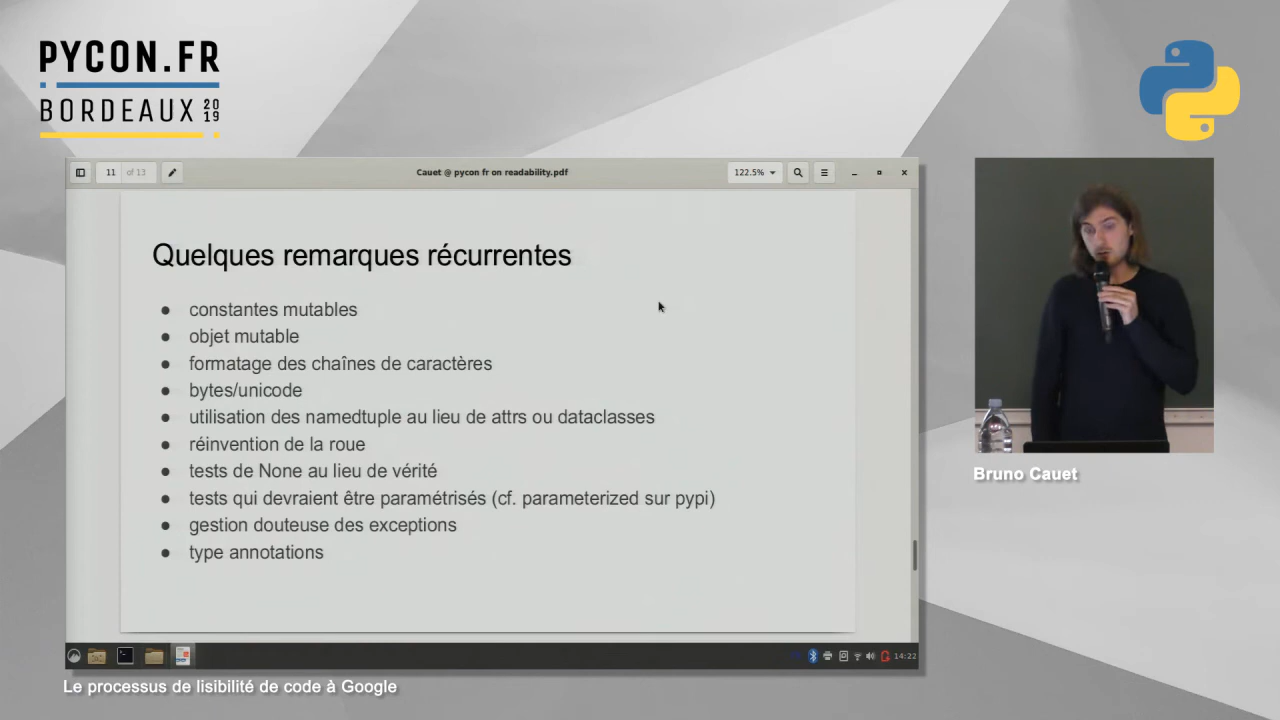 PYCON.FR
BORDEAUX 2019
11 of 13
Cauet @ pycon fr on readability.pdf
122.5%
Quelques remarques récurrentes
constantes mutables
objet mutable
formatage des chaînes de caractères
bytes/unicode
utilisation des namedtuple au lieu de attrs ou dataclasses
réinvention de la roue
tests de None au lieu de vérité
tests qui devraient être paramétrisés (cf. parameterized sur pypi)
gestion douteuse des exceptions
type annotations
14:22
Bruno Cauet
Le processus de lisibilité de code à Google